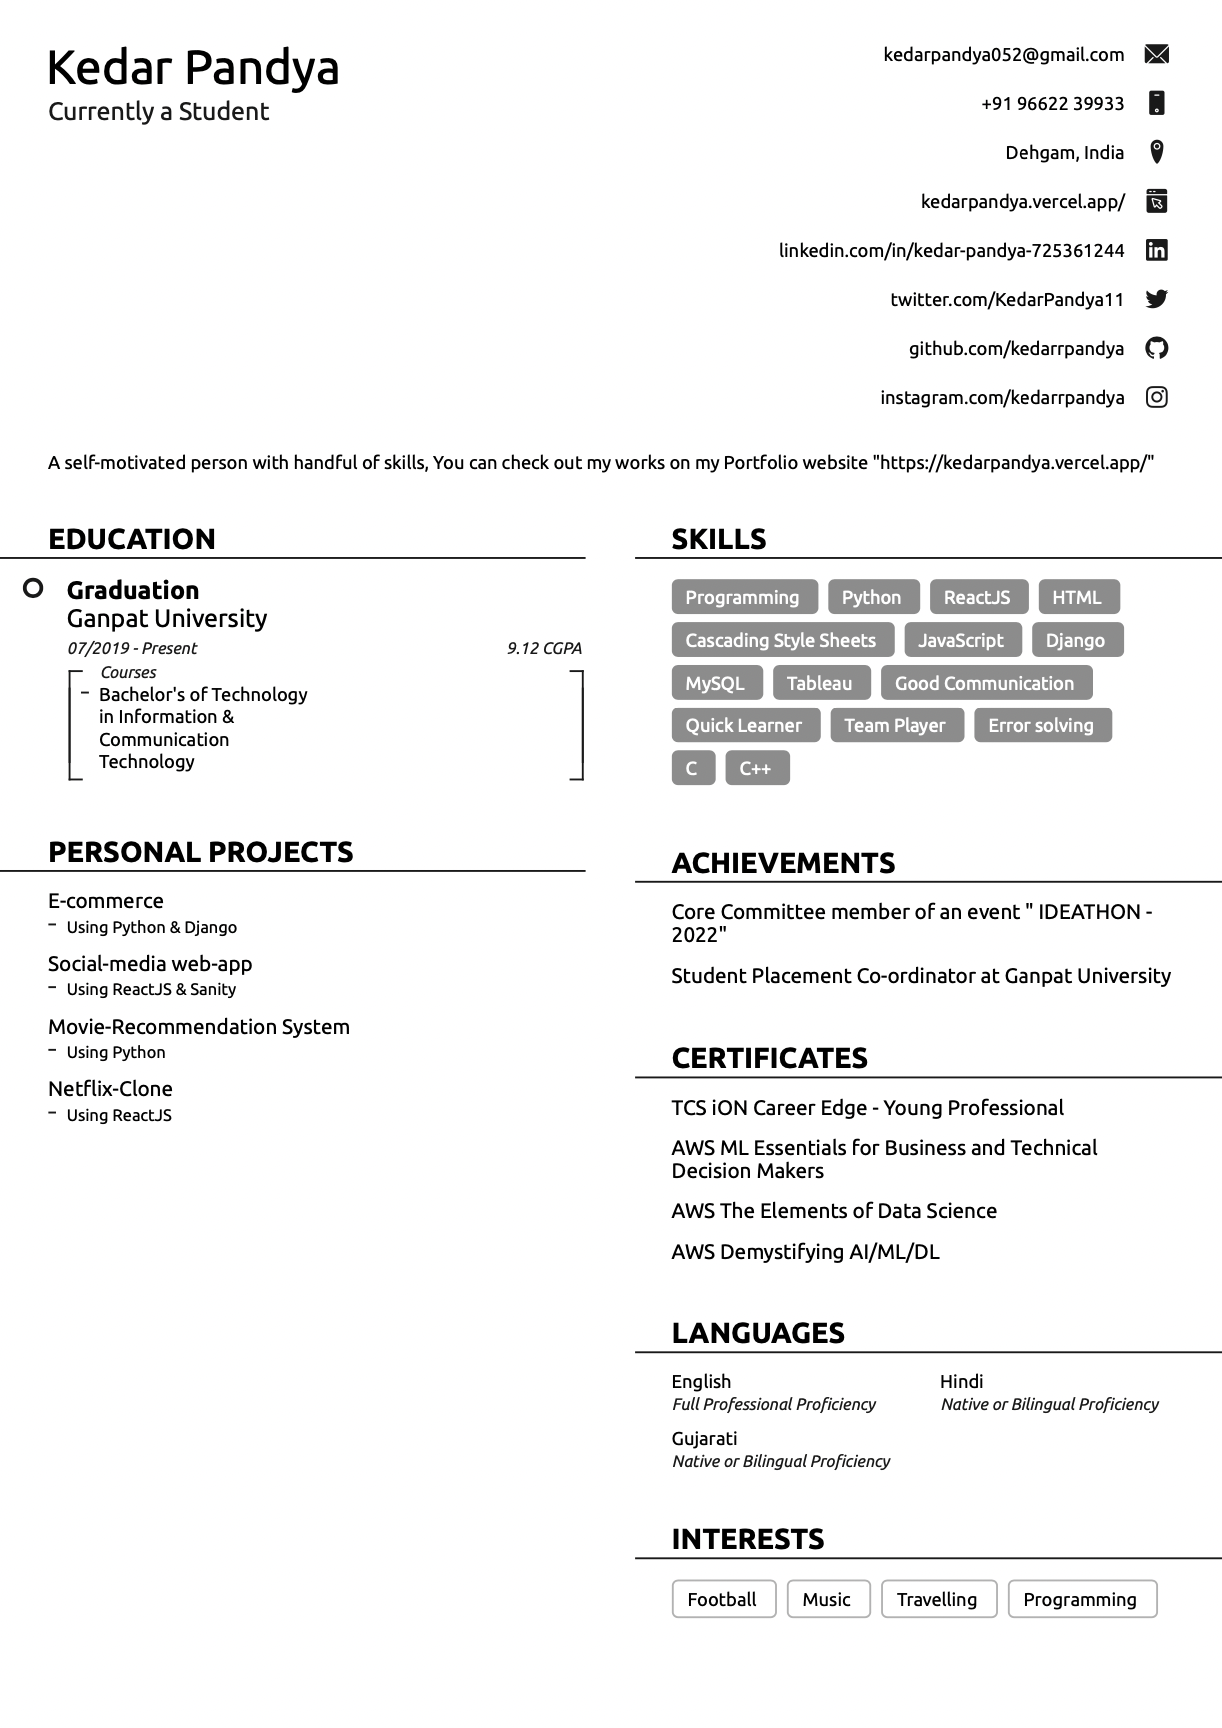 Kedar Pandya
Currently a Student
kedarpandya052@gmail.com
+91 96622 39933
Dehgam, India
kedarpandya.vercel.app/
linkedin.com/in/kedar-pandya-725361244
twitter.com/KedarPandya11
github.com/kedarrpandya
instagram.com/kedarrpandya
A self-motivated person with handful of skills, You can check out my works on my Portfolio website "https://kedarpandya.vercel.app/"
EDUCATION
Graduation
Ganpat University
07/2019 - Present 9.12 CGPA
Courses
- Bachelor's of Technology
in Information &
Communication
Technology
PERSONAL PROJECTS
E-commerce
- Using Python & Django
Social-media web-app
- Using ReactJS & Sanity
Movie-Recommendation System
- Using Python
Netflix-Clone
- Using ReactJS
SKILLS
Programming Python ReactJS HTML
Cascading Style Sheets JavaScript Django
MySQL Tableau Good Communication
Quick Learner Team Player Error solving
C C++
ACHIEVEMENTS
Core Committee member of an event " IDEATHON -
2022"
Student Placement Co-ordinator at Ganpat University
CERTIFICATES
TCS iON Career Edge - Young Professional
AWS ML Essentials for Business and Technical
Decision Makers
AWS The Elements of Data Science
AWS Demystifying AI/ML/DL
LANGUAGES
English Hindi
Full Professional Proficiency Native or Bilingual Proficiency
Gujarati
Native or Bilingual Proficiency
INTERESTS
Football Music Travelling Programming